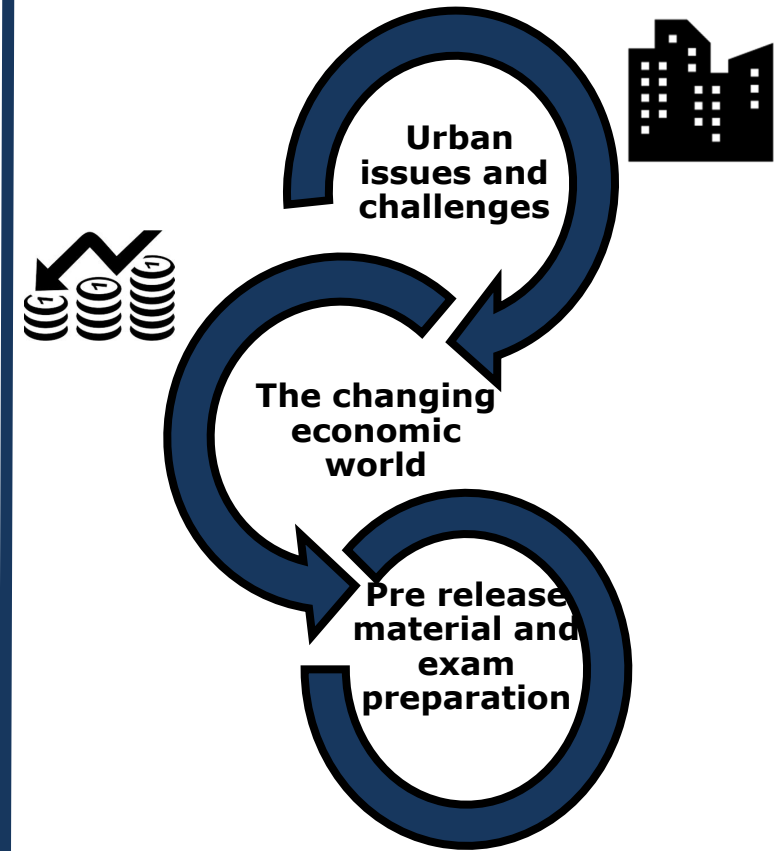 Urban
issues and
challenges
The changing
economic
world
Pre release
material and
exam
preparation